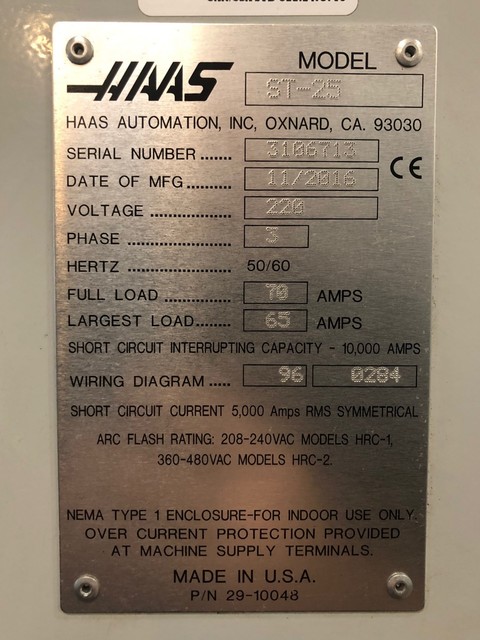 MODEL
HAAS ST-25
HAAS AUTOMATION, INC, OXNARD, CA. 93030
SERIAL NUMBER ....... 3106713
CE
DATE OF MFG ........... 11/2016
VOLTAGE ................. 220
PHASE ...................... 3
HERTZ ...................... 50/60
FULL LOAD .............. 70 AMPS
LARGEST LOAD........ 65 AMPS
SHORT CIRCUIT INTERRUPTING CAPACITY - 10,000 AMPS
WIRING DIAGRAM ..... 96 0284
SHORT CIRCUIT CURRENT 5,000 Amps RMS SYMMETRICAL
ARC FLASH RATING: 208-240VAC MODELS HRC-1,
360-480VAC MODELS HRC-2.
NEMA TYPE 1 ENCLOSURE-FOR INDOOR USE ONLY.
OVER CURRENT PROTECTION PROVIDED
AT MACHINE SUPPLY TERMINALS.
MADE IN U.S.A.
P/N 29-10048